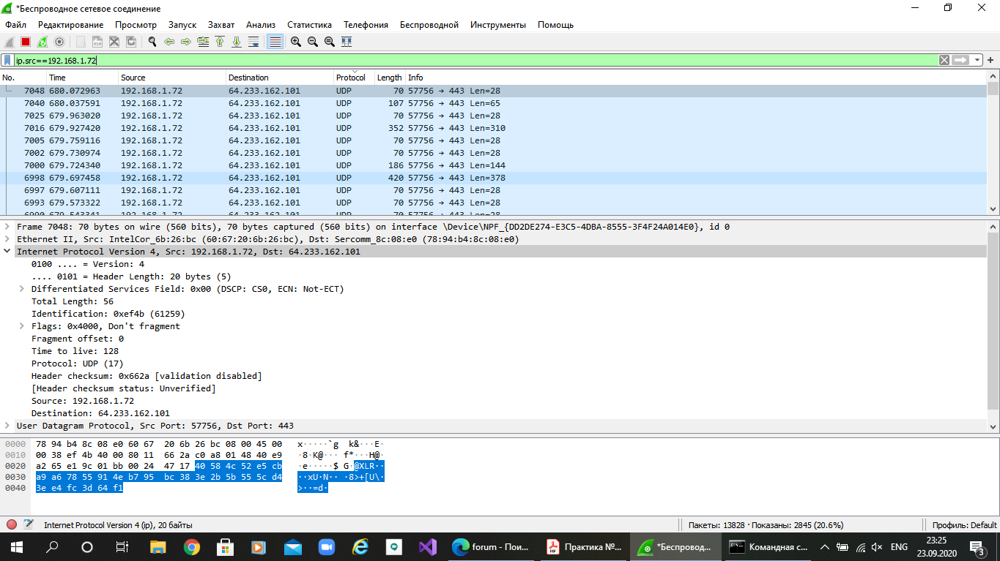 *Беспроводное сетевое соединение
Файл Редактирование Просмотр Запуск Захват Анализ Статистика Телефония Беспроводной Инструменты Помощь
ip.src==192.168.1.72
No. Time Source Destination Protocol Length Info
7048 680.072963 192.168.1.72 64.233.162.101 UDP 70 57756 → 443 Len=28
7040 680.037591 192.168.1.72 64.233.162.101 UDP 107 57756 → 443 Len=65
7025 679.963020 192.168.1.72 64.233.162.101 UDP 70 57756 → 443 Len=28
7016 679.927420 192.168.1.72 64.233.162.101 UDP 352 57756 → 443 Len=310
7005 679.759116 192.168.1.72 64.233.162.101 UDP 70 57756 → 443 Len=28
7002 679.730974 192.168.1.72 64.233.162.101 UDP 70 57756 → 443 Len=28
7000 679.724340 192.168.1.72 64.233.162.101 UDP 186 57756 → 443 Len=144
6998 679.697458 192.168.1.72 64.233.162.101 UDP 420 57756 → 443 Len=378
6997 679.607111 192.168.1.72 64.233.162.101 UDP 70 57756 → 443 Len=28
6993 679.573322 192.168.1.72 64.233.162.101 UDP 70 57756 → 443 Len=28
6990 679.543341 192.168.1.72 64.233.162.101 UDP 70 57756 → 443 Len=28
Frame 7048: 70 bytes on wire (560 bits), 70 bytes captured (560 bits) on interface \Device\NPF_{DD2DE274-E3C5-4DBA-8555-3F4F24A014E0}, id 0
Ethernet II, Src: IntelCor_6b:26:bc (60:67:20:6b:26:bc), Dst: Sercomm_8c:08:e0 (78:94:b4:8c:08:e0)
Internet Protocol Version 4, Src: 192.168.1.72, Dst: 64.233.162.101
0100 .... = Version: 4
.... 0101 = Header Length: 20 bytes (5)
Differentiated Services Field: 0x00 (DSCP: CS0, ECN: Not-ECT)
Total Length: 56
Identification: 0xef4b (61259)
Flags: 0x4000, Don't fragment
Fragment offset: 0
Time to live: 128
Protocol: UDP (17)
Header checksum: 0x662a [validation disabled]
[Header checksum status: Unverified]
Source: 192.168.1.72
Destination: 64.233.162.101
User Datagram Protocol, Src Port: 57756, Dst Port: 443
0000 78 94 b4 8c 08 e0 60 67 20 6b 26 bc 08 00 45 00 x·····`g k&···E·
0010 00 38 ef 4b 40 00 80 11 66 2a c0 a8 01 48 40 e9 ·8·K@··· f*···H@·
0020 a2 65 e1 9c 01 bb 00 24 47 17 40 58 4c 52 e5 cb ·e·····$ G·@XLR··
0030 a9 a6 78 55 91 4e b7 95 bc 38 3e 2b 5b 55 5c d4 ··xU·N·· ·8>+[U\·
0040 3e e4 fc 3d 64 f1 >··=d·
Internet Protocol Version 4 (ip), 20 байты Пакеты: 13828 · Показаны: 2845 (20.6%) Профиль: Default
forum - Пои... Практика №... *Беспровод... Командная с... ENG 23:25
23.09.2020 3